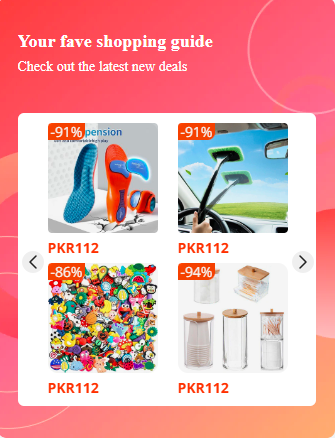 Your fave shopping guide
Check out the latest new deals
-91%
pension
-91%
PKR112
PKR112
-86%
-94%
PKR112
PKR112